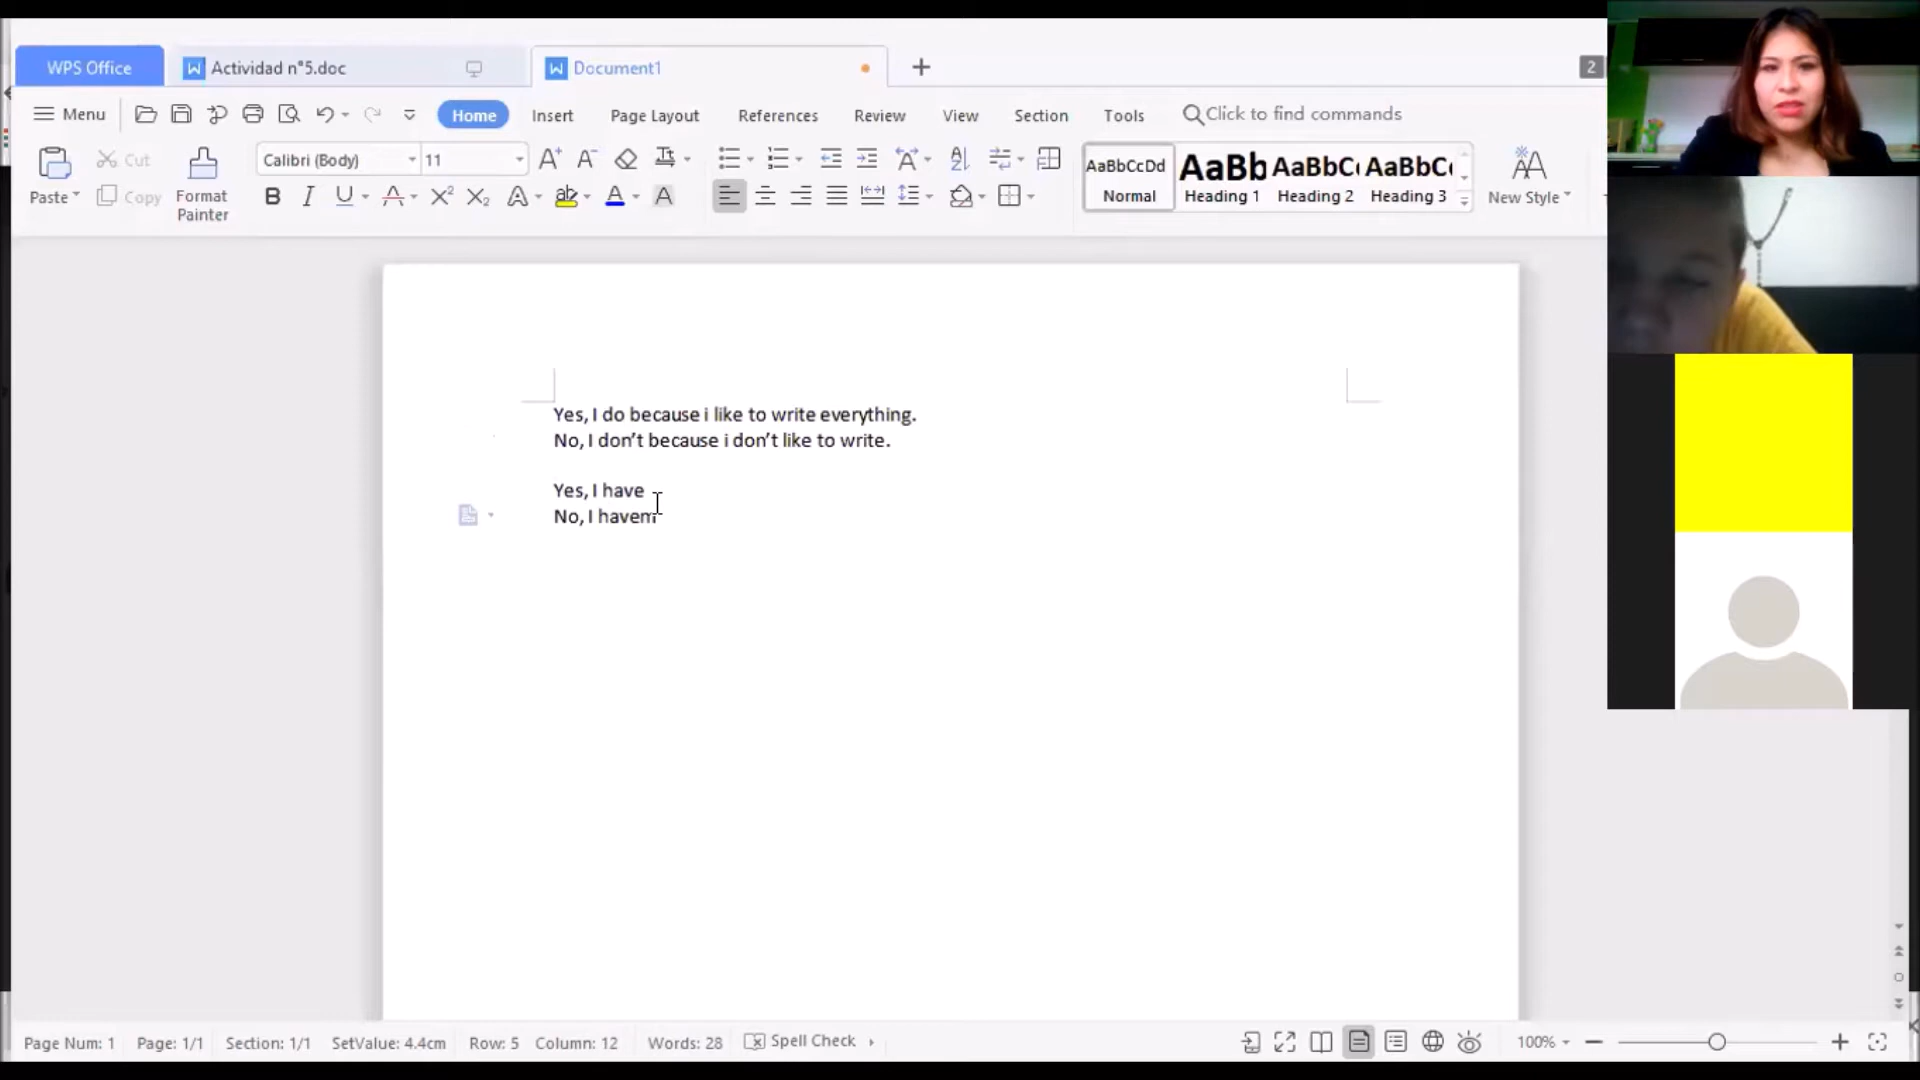 WPS Office
Actividad n°5.doc
Document1
2
Menu
Home
Insert
Page Layout
References
Review
View
Section
Tools
Click to find commands
Paste
Cut
Copy
Format Painter
Calibri (Body)
11
AaBbCcDd
Normal
AaBb
Heading 1
AaBbC
Heading 2
AaBbC
Heading 3
New Style
Yes, I do because i like to write everything.
No, I don't because i don't like to write.
Yes, I have
No, I havem
Page Num: 1
Page: 1/1
Section: 1/1
SetValue: 4.4cm
Row: 5
Column: 12
Words: 28
Spell Check
100%